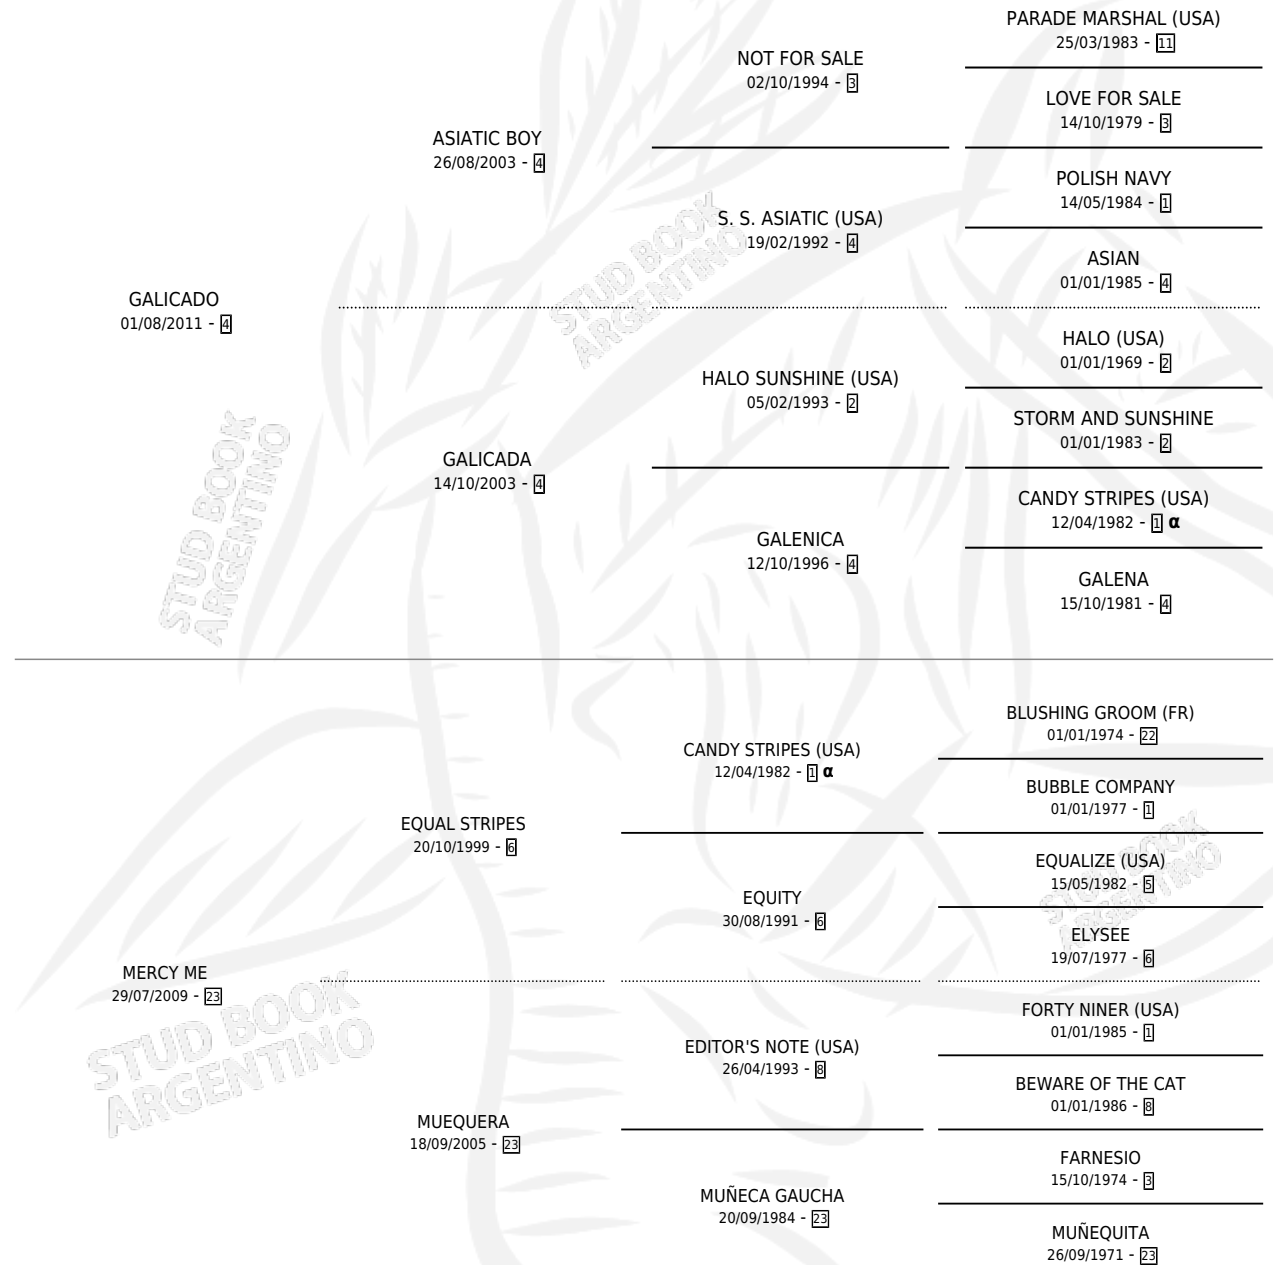 PARADE MARSHAL (USA)
25/03/1983 - 11
NOT FOR SALE
02/10/1994 - 3
LOVE FOR SALE
14/10/1979 - 3
ASIATIC BOY
26/08/2003 - 4
POLISH NAVY
14/05/1984 - 1
S. S. ASIATIC (USA)
19/02/1992 - 4
ASIAN
01/01/1985 - 4
STUD BOOK
ARGENTINO
GALICADO
01/08/2011 - 4
HALO (USA)
01/01/1969 - 2
HALO SUNSHINE (USA)
05/02/1993 - 2
STORM AND SUNSHINE
01/01/1983 - 2
GALICADA
14/10/2003 - 4
CANDY STRIPES (USA)
12/04/1982 - 1 α
GALENICA
12/10/1996 - 4
GALENA
15/10/1981 - 4
STUD BOOK
ARGENTINO
BLUSHING GROOM (FR)
01/01/1974 - 22
CANDY STRIPES (USA)
12/04/1982 - 1 α
BUBBLE COMPANY
01/01/1977 - 1
EQUAL STRIPES
20/10/1999 - 6
EQUALIZE (USA)
15/05/1982 - 5
EQUITY
30/08/1991 - 6
ELYSEE
19/07/1977 - 6
STUD BOOK
ARGENTINO
MERCY ME
29/07/2009 - 23
FORTY NINER (USA)
01/01/1985 - 1
EDITOR'S NOTE (USA)
26/04/1993 - 8
BEWARE OF THE CAT
01/01/1986 - 8
STUD BOOK
ARGENTINO
MUEQUERA
18/09/2005 - 23
FARNESIO
15/10/1974 - 3
MUÑECA GAUCHA
20/09/1984 - 23
MUÑEQUITA
26/09/1971 - 23